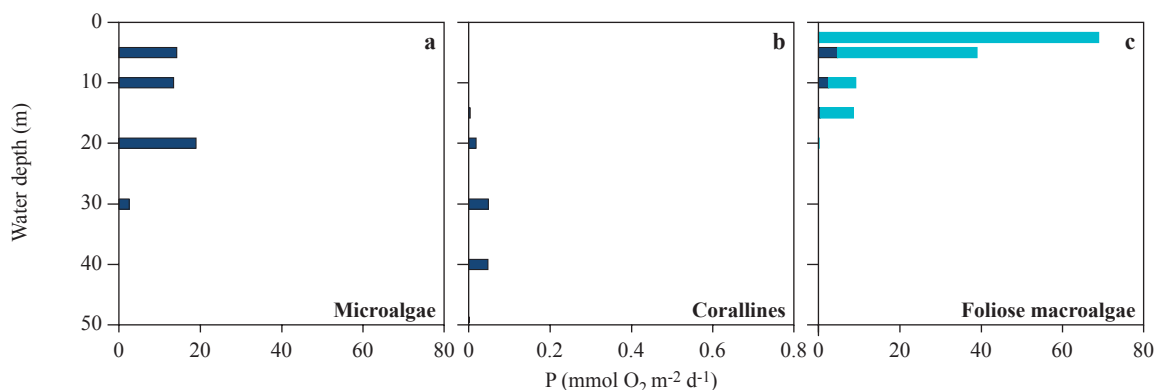 0
10
20
30
40
50
Water depth (m)
a
Microalgae
0 20 40 60 80
b
Corallines
0 0.2 0.4 0.6 0.8
c
Foliose macroalgae
0 20 40 60 80
P (mmol O₂ m⁻² d⁻¹)